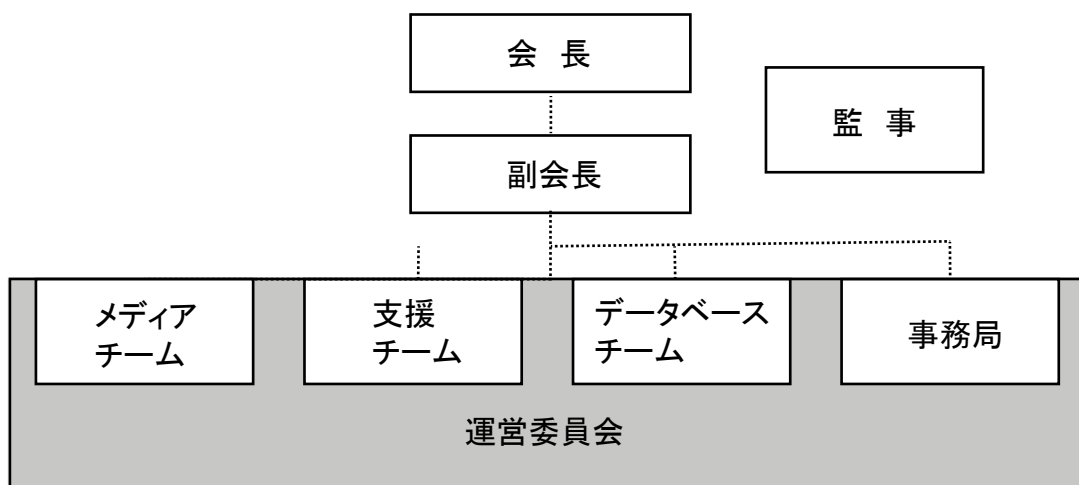 会 長
監 事
副会長
メディア
チーム
支援
チーム
データベース
チーム
事務局
運営委員会